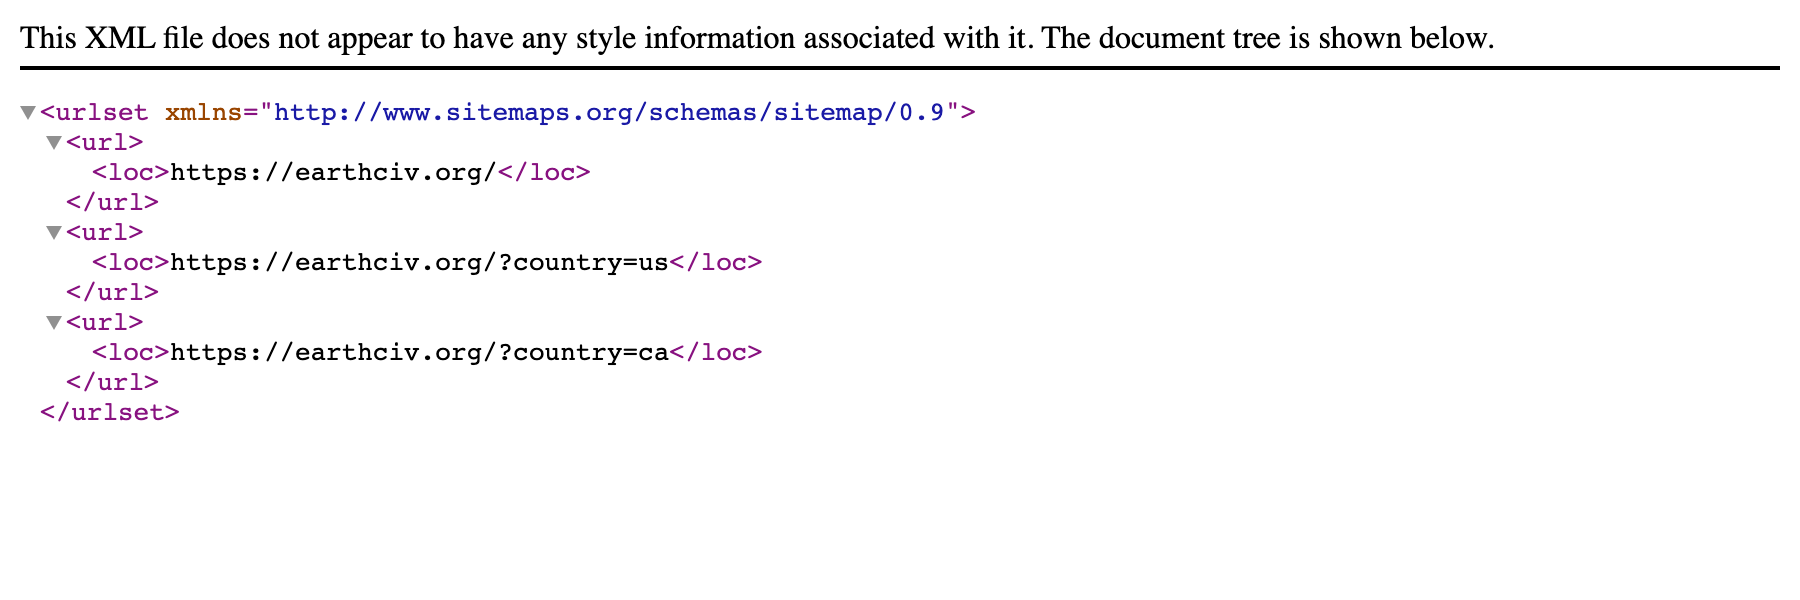 This XML file does not appear to have any style information associated with it. The document tree is shown below.
<urlset xmlns="http://www.sitemaps.org/schemas/sitemap/0.9">
<url>
<loc>https://earthciv.org/</loc>
</url>
<url>
<loc>https://earthciv.org/?country=us</loc>
</url>
<url>
<loc>https://earthciv.org/?country=ca</loc>
</url>
</urlset>